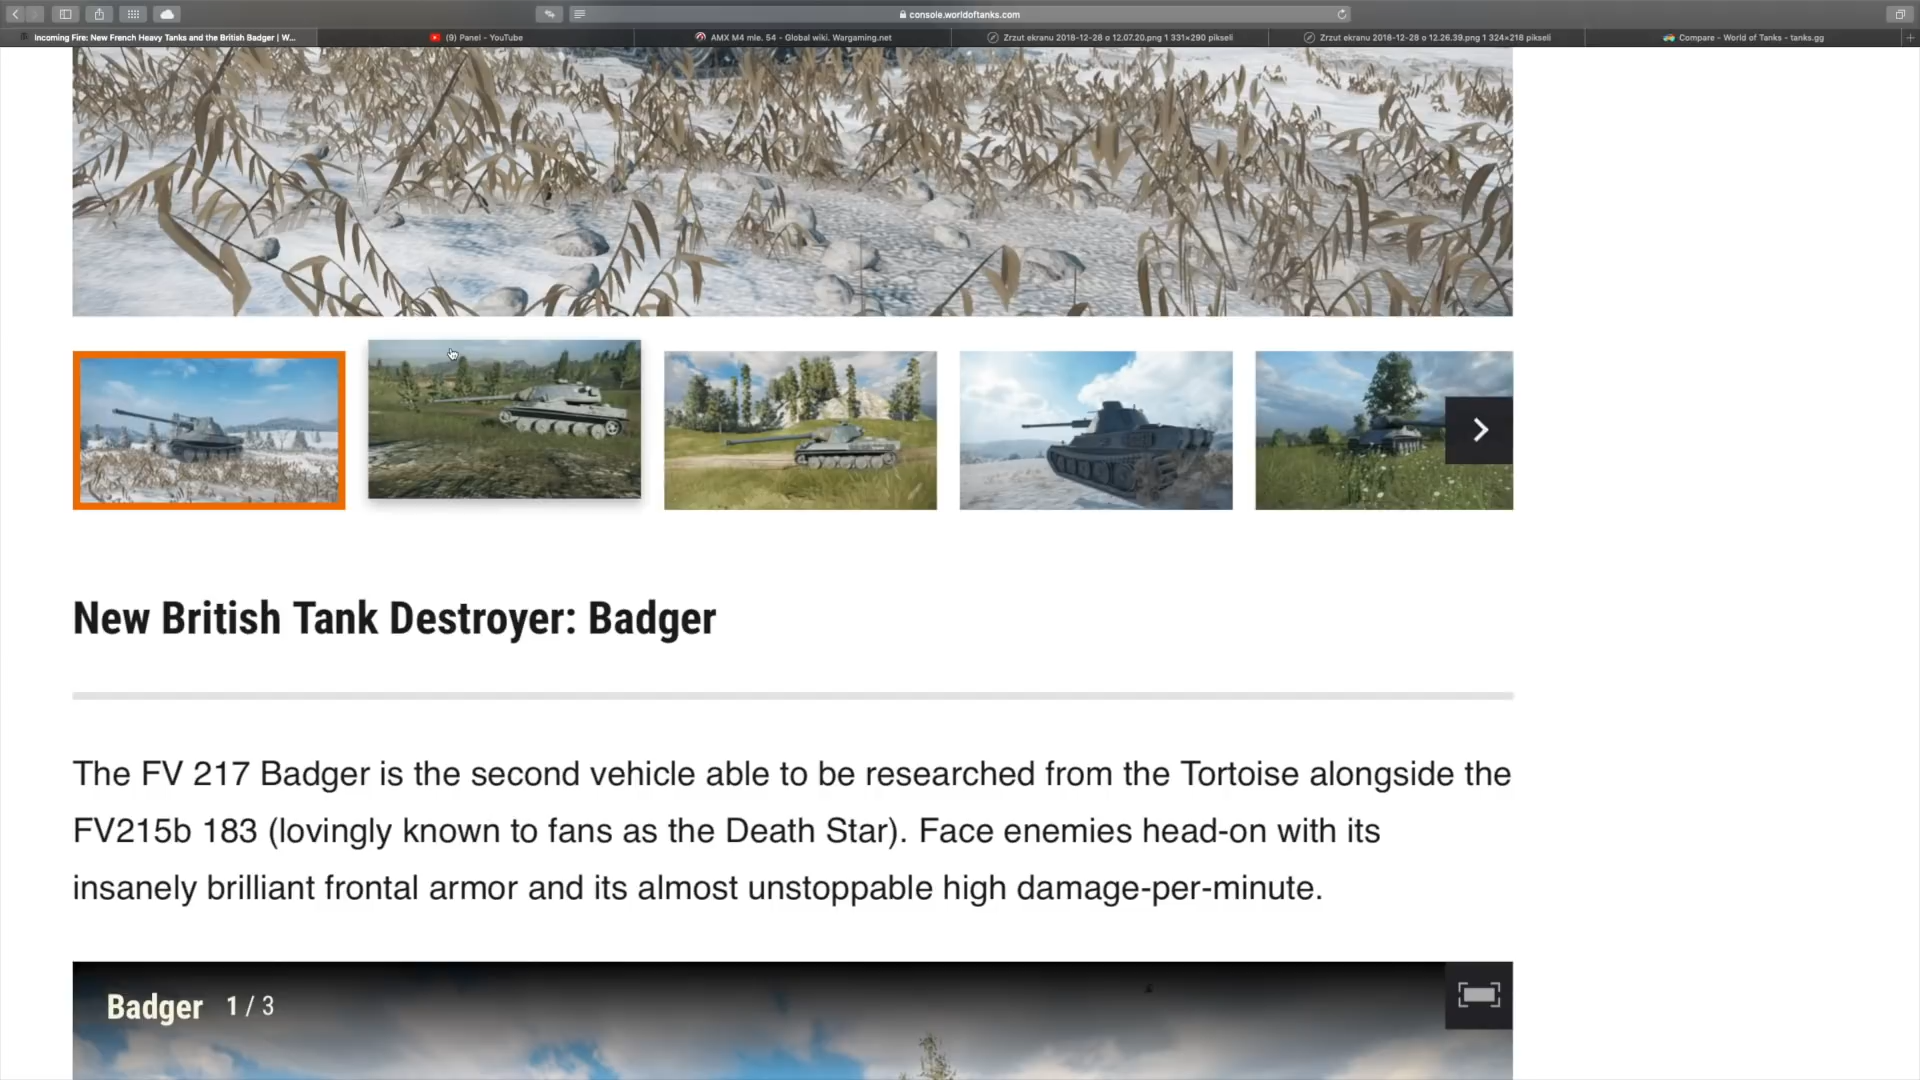 console.worldoftanks.com
Incoming Fire: New French Heavy Tanks and the British Badger | W...
(9) Panel - YouTube
AMX M4 mle. 54 - Global wiki. Wargaming.net
Zrzut ekranu 2018-12-28 o 12.07.20.png 1 331×290 pikseli
Zrzut ekranu 2018-12-28 o 12.26.39.png 1 324×218 pikseli
Compare - World of Tanks - tanks.gg
New British Tank Destroyer: Badger
The FV 217 Badger is the second vehicle able to be researched from the Tortoise alongside the
FV215b 183 (lovingly known to fans as the Death Star). Face enemies head-on with its
insanely brilliant frontal armor and its almost unstoppable high damage-per-minute.
Badger 1 / 3